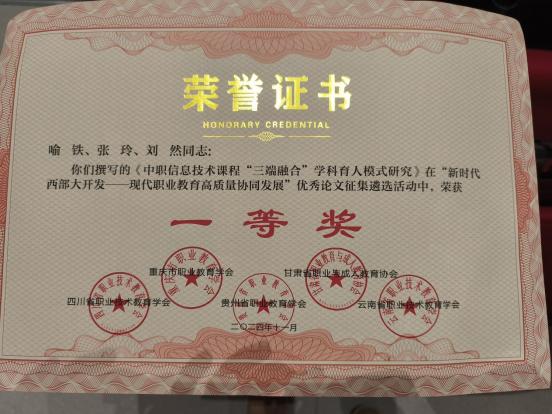 荣誉证书
HONORARY CREDENTIAL
喻 铁、张 玲、刘 然同志：
你们撰写的《中职信息技术课程“三端融合”学科育人模式研究》在“新时代
西部大开发——现代职业教育高质量协同发展”优秀论文征集遴选活动中，荣获
一等奖
重庆市职业教育学会 甘肃省职业与成人教育协会
四川省职业技术教育学会 贵州省职业教育学会 云南省职业技术教育学会
二〇二四年十一月